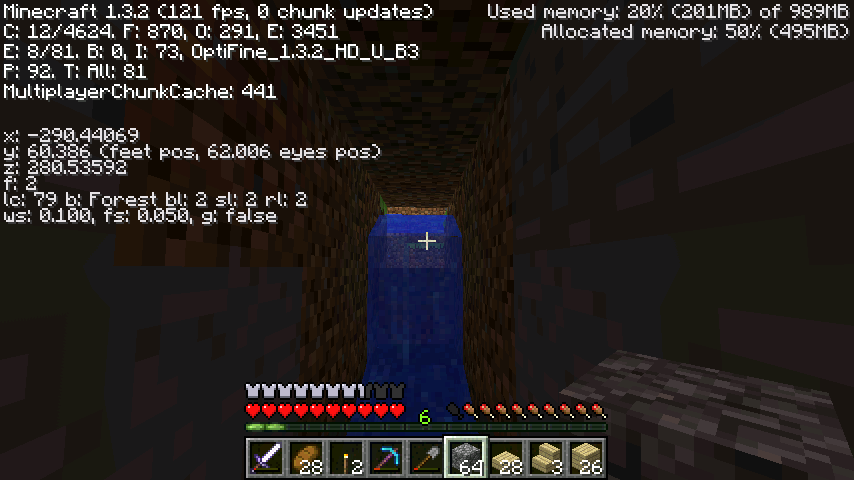 Minecraft 1.3.2 (121 fps, 0 chunk updates)
Used memory: 20% (201MB) of 989MB
C: 12/4624. F: 870, O: 291, E: 3451
Allocated memory: 50% (495MB)
E: 8/81. B: 0, I: 73, OptiFine_1.3.2_HD_U_B3
P: 92. T: All: 81
MultiplayerChunkCache: 441
x: -290.44069
y: 60.386 (feet pos, 62.006 eyes pos)
z: 280.53592
f: 2
lc: 79 b: Forest bl: 2 sl: 2 rl: 2
ws: 0.100, fs: 0.050, g: false
6
28 2 64 28 3 26